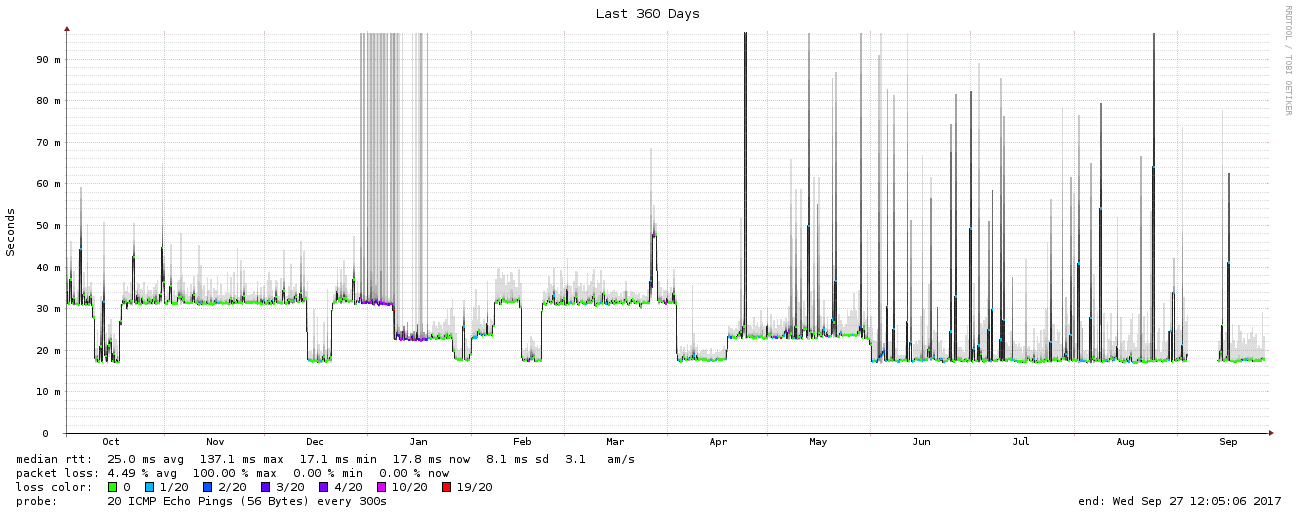 Last 360 Days
RRDTOOL / TOBI OETIKER
Seconds
90 m
80 m
70 m
60 m
50 m
40 m
30 m
20 m
10 m
0
Oct Nov Dec Jan Feb Mar Apr May Jun Jul Aug Sep
median rtt: 25.0 ms avg 137.1 ms max 17.1 ms min 17.8 ms now 8.1 ms sd 3.1 am/s
packet loss: 4.49 % avg 100.00 % max 0.00 % min 0.00 % now
loss color: 0 1/20 2/20 3/20 4/20 10/20 19/20
probe: 20 ICMP Echo Pings (56 Bytes) every 300s end: Wed Sep 27 12:05:06 2017